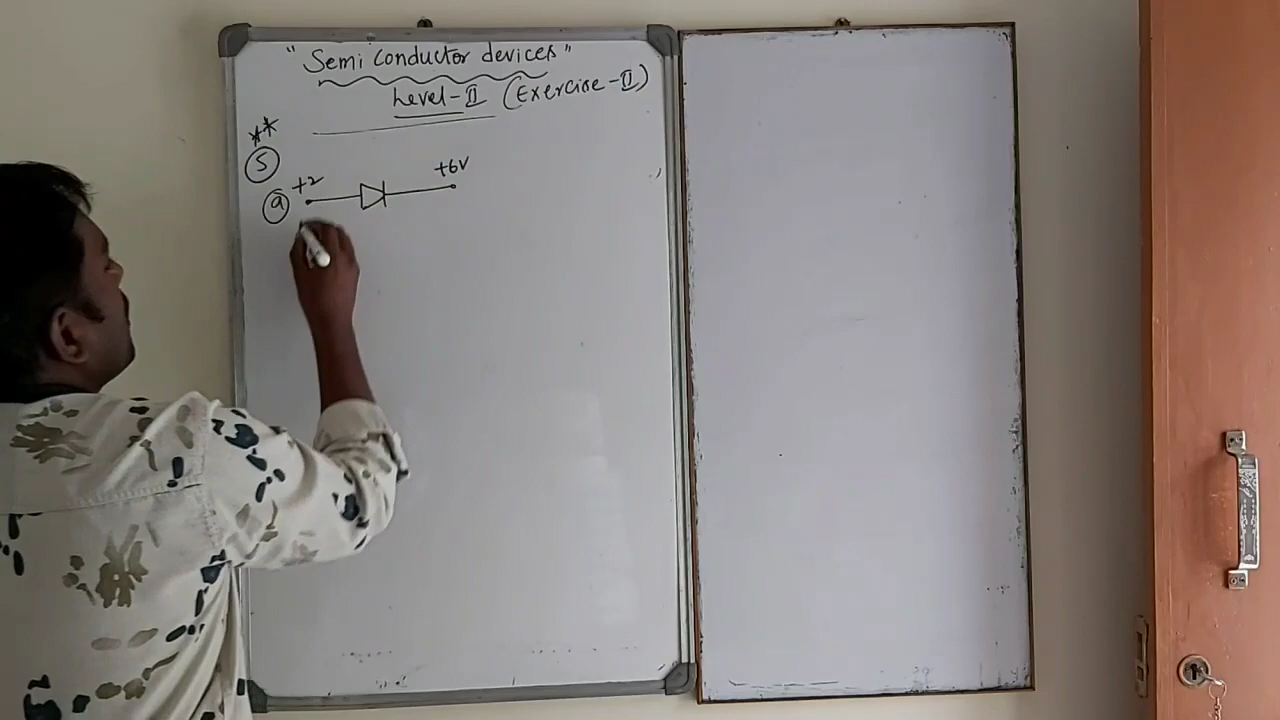 "Semi Conductor devices"
Level-II (Exercise-II)
**
5
a +2 +6V